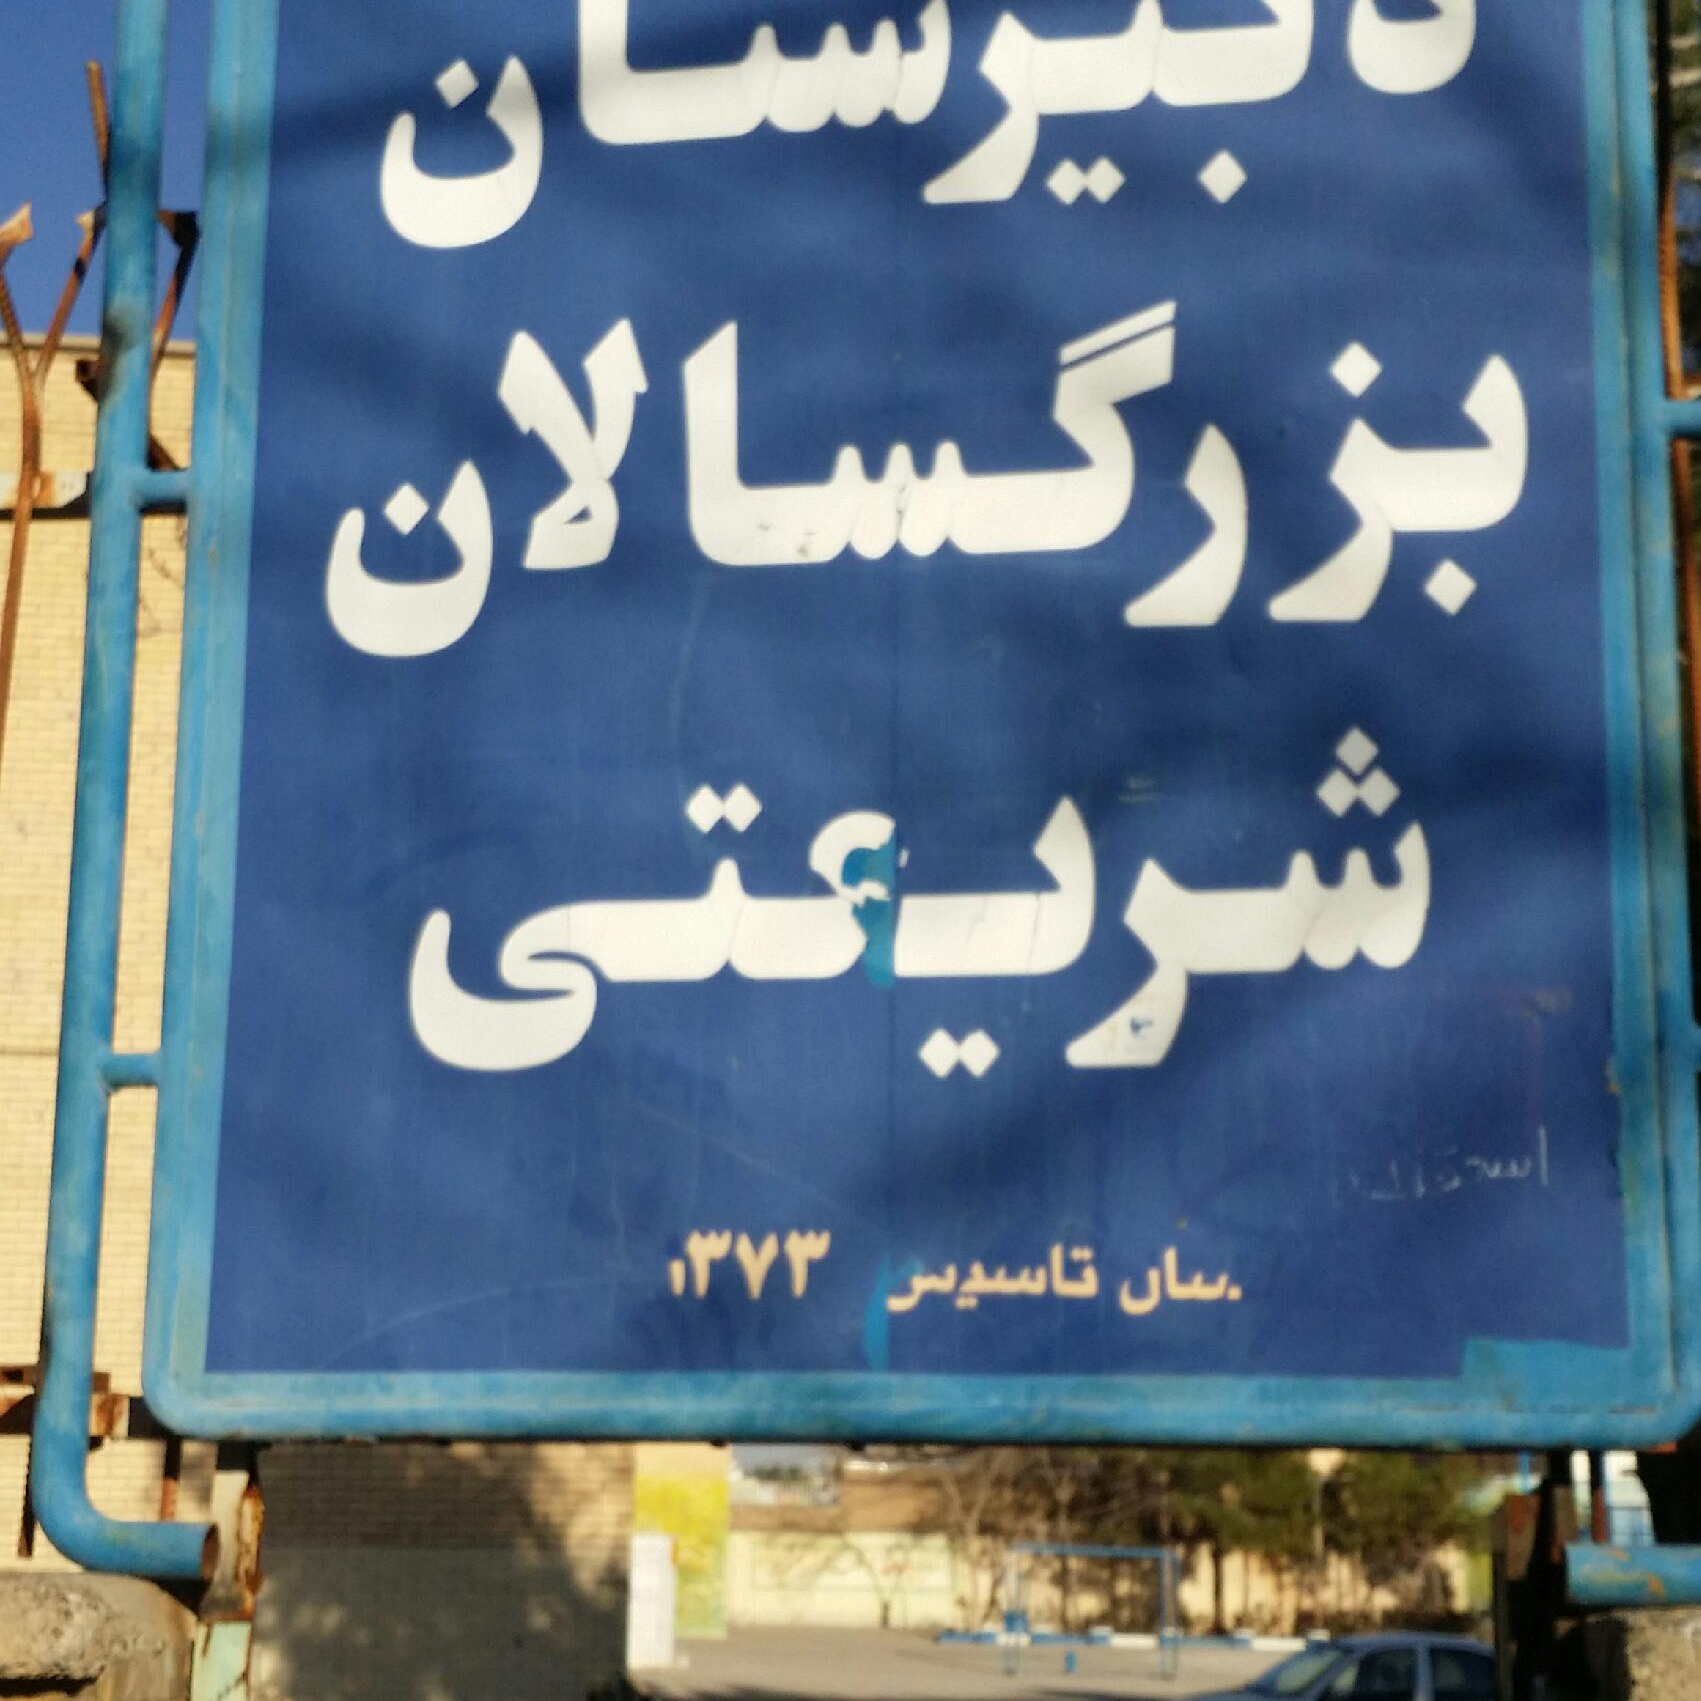 دبیرستان
بزرگسالان
شریعتی
سال تاسیس ۱۳۷۳